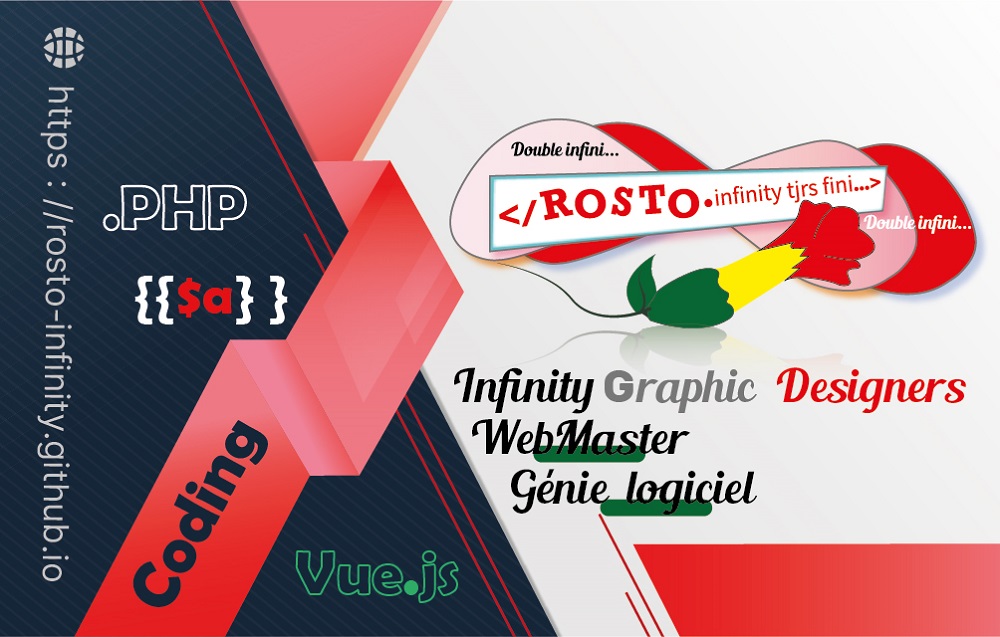 https : //rosto-infinity.github.io
.PHP
{{$a} }
Coding
Vue.js
Double infini...
</ROSTO.infinity tjrs fini...>
Double infini...
Infinity Graphic Designers
WebMaster
Génie logiciel